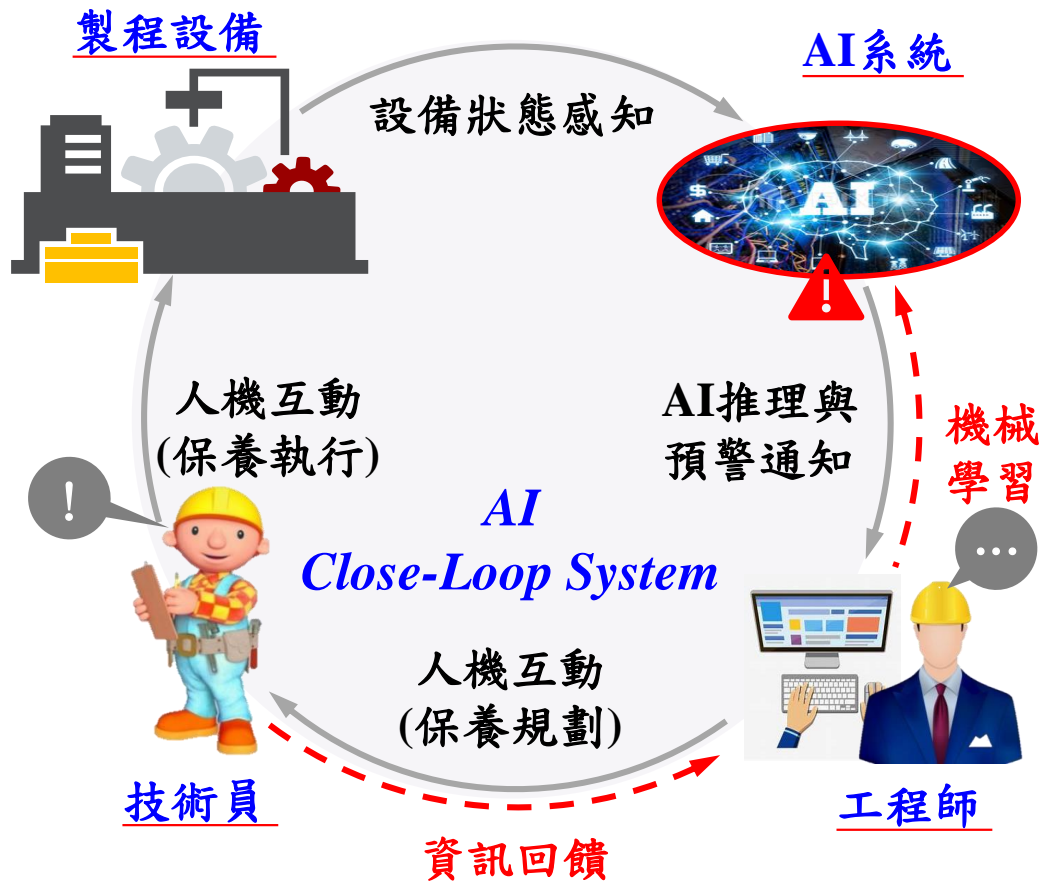 製程設備
AI系統
設備狀態感知
AI
人機互動
(保養執行)
AI推理與
預警通知
機械
學習
!
!
...
AI
Close-Loop System
人機互動
(保養規劃)
技術員
工程師
資訊回饋